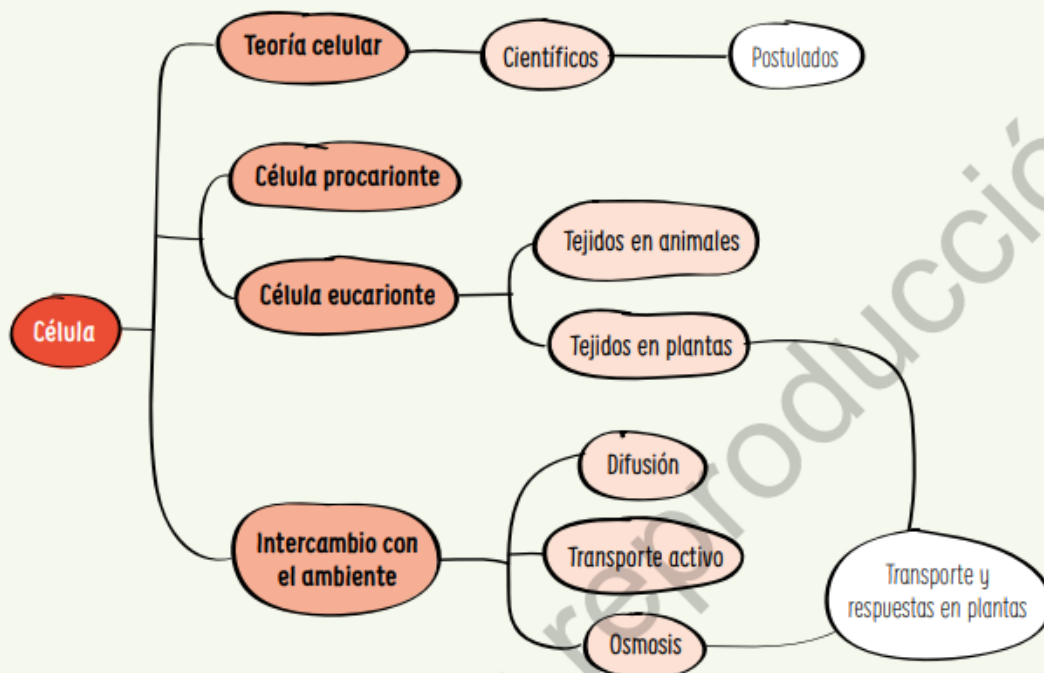 Teoría celular
Científicos
Postulados
Célula procarionte
Tejidos en animales
Célula eucarionte
Célula
Tejidos en plantas
Difusión
Intercambio con
el ambiente
Transporte activo
Transporte y
respuestas en plantas
Osmosis
reproducció